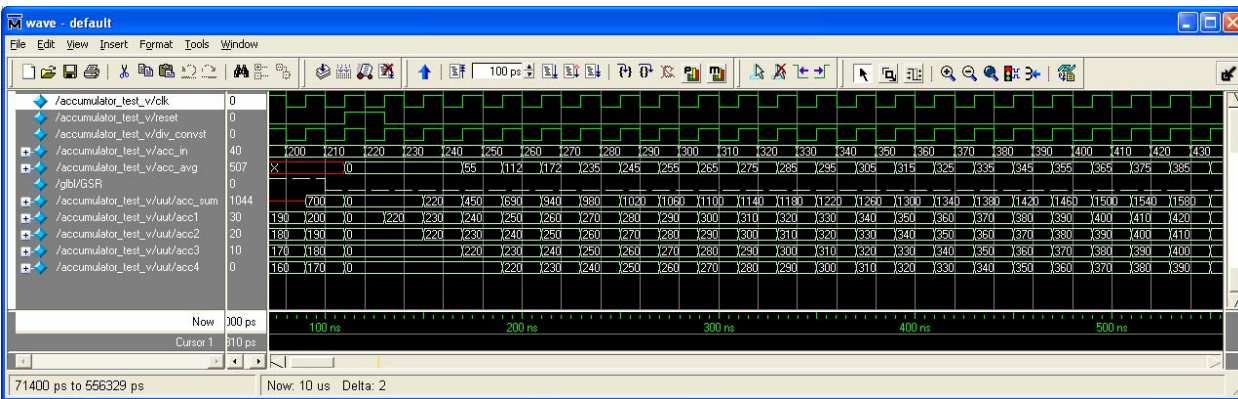 wave - default
File Edit View Insert Format Tools Window
100 ps
/accumulator_test_v/clk 0
/accumulator_test_v/reset 0
/accumulator_test_v/div_convst 0
/accumulator_test_v/acc_in 40 200 210 220 230 240 250 260 270 280 290 300 310 320 330 340 350 360 370 380 390 400 410 420 430
/accumulator_test_v/acc_avg 507 X 0 55 112 172 235 245 255 265 275 285 295 305 315 325 335 345 355 365 375 385
/glbl/GSR 0
/accumulator_test_v/uut/acc_sum 1044 700 0 220 450 690 940 980 1020 1060 1100 1140 1180 1220 1260 1300 1340 1380 1420 1460 1500 1540 1580
/accumulator_test_v/uut/acc1 30 190 200 0 220 230 240 250 260 270 280 290 300 310 320 330 340 350 360 370 380 390 400 410 420
/accumulator_test_v/uut/acc2 20 180 190 0 220 230 240 250 260 270 280 290 300 310 320 330 340 350 360 370 380 390 400 410
/accumulator_test_v/uut/acc3 10 170 180 0 220 230 240 250 260 270 280 290 300 310 320 330 340 350 360 370 380 390 400
/accumulator_test_v/uut/acc4 0 160 170 0 220 230 240 250 260 270 280 290 300 310 320 330 340 350 360 370 380 390
Now 000 ps 100 ns 200 ns 300 ns 400 ns 500 ns
Cursor 1 310 ps
71400 ps to 556329 ps Now: 10 us Delta: 2